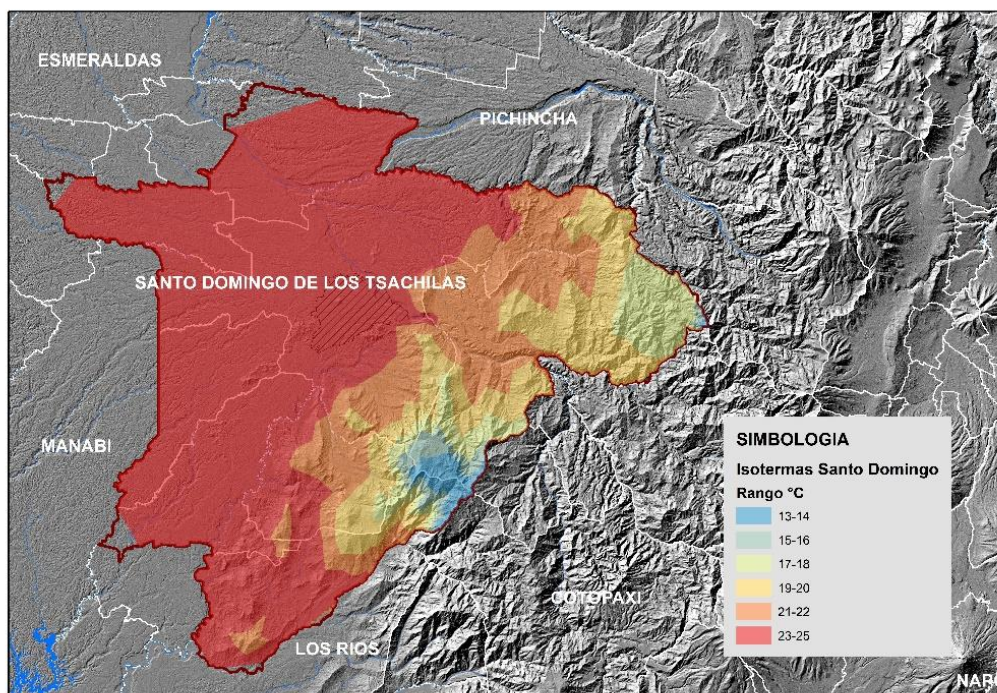 ESMERALDAS
PICHINCHA
SANTO DOMINGO DE LOS TSACHILAS
MANABI
COTOPAXI
LOS RIOS
NAR
SIMBOLOGIA
Isotermas Santo Domingo
Rango °C
13-14
15-16
17-18
19-20
21-22
23-25